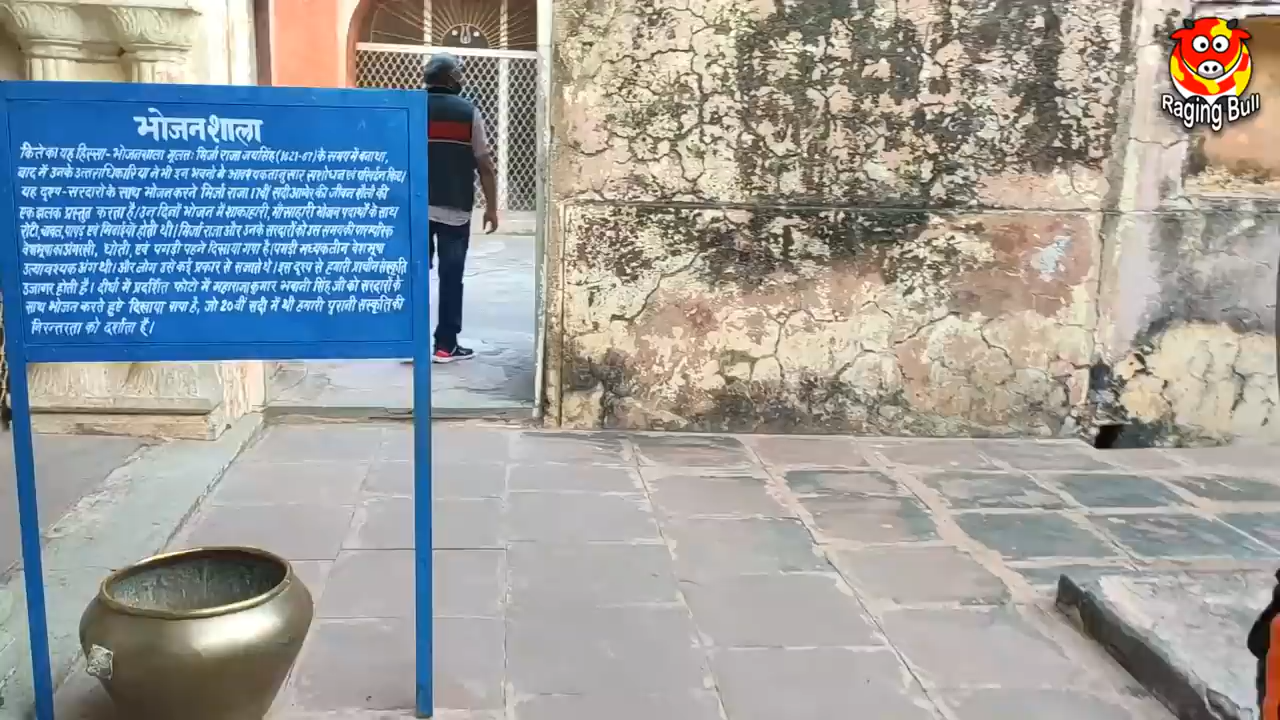 भोजनशाला
किले का यह हिस्सा-भोजनशाला मूलतः मिर्जा राजा जयसिंह (1621-67) के समय में बना था,
बाद में उनके उत्तराधिकारियों ने भी इन भवनों में आवश्यकतानुसार संशोधन एवं परिवर्तन किए।
यह दृश्य-सरदारों के साथ भोजन करते मिर्जा राजा 17वीं सदी आमेर की जीवन शैली की
एक झलक प्रस्तुत करता है। उन दिनों भोजन में शाकाहारी, माँसाहारी भोजय पदार्थों के साथ
रोटी, चावल, पापड़ एवं मिठाईयां होती थी। मिर्जा राजा और उनके सरदारों को उस समय की पारम्परिक
वेषभूषा अंगरखी, धोती एवं पगड़ी पहने दिखाया गया है। पगड़ी मध्यकालीन वेशभूषा
अत्यावश्यक अंग थी। और लोग उसे कई प्रकार से सजाते थे। इस दृश्य से हमारी प्राचीन संस्कृति
उजागर होती है। दीर्घा में प्रदर्शित फोटो में महाराजकुमार भवानी सिंह जी को सरदारों के
साथ भोजन करते हुए दिखाया गया है, जो 20वीं सदी में भी हमारी पुरानी संस्कृति की
निरन्तरता को दर्शाता है।
Raging Bull